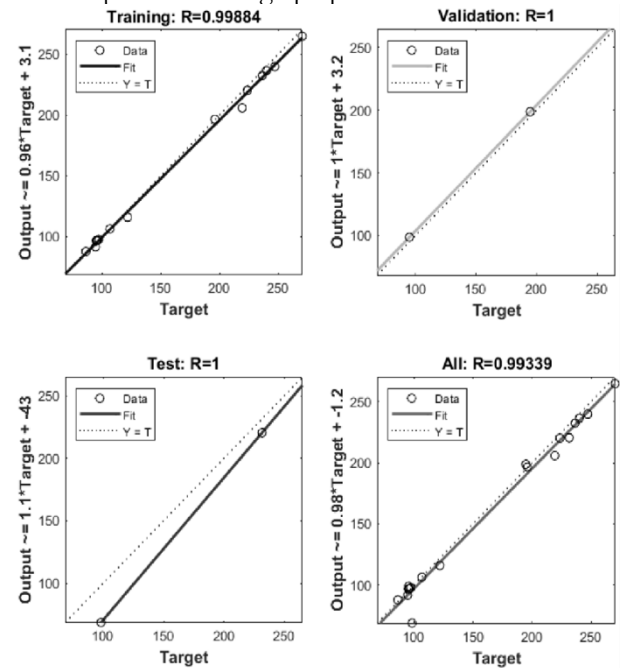 Training: R=0.99884
Output ~= 0.96*Target + 3.1
250
200
150
100
Data
Fit
Y = T
100
150
200
250
Target
Validation: R=1
Output ~= 1*Target + 3.2
250
200
150
100
Data
Fit
Y = T
100
150
200
250
Target
Test: R=1
Output ~= 1.1*Target + -43
250
200
150
100
Data
Fit
Y = T
100
150
200
250
Target
All: R=0.99339
Output ~= 0.98*Target + -1.2
250
200
150
100
Data
Fit
Y = T
100
150
200
250
Target